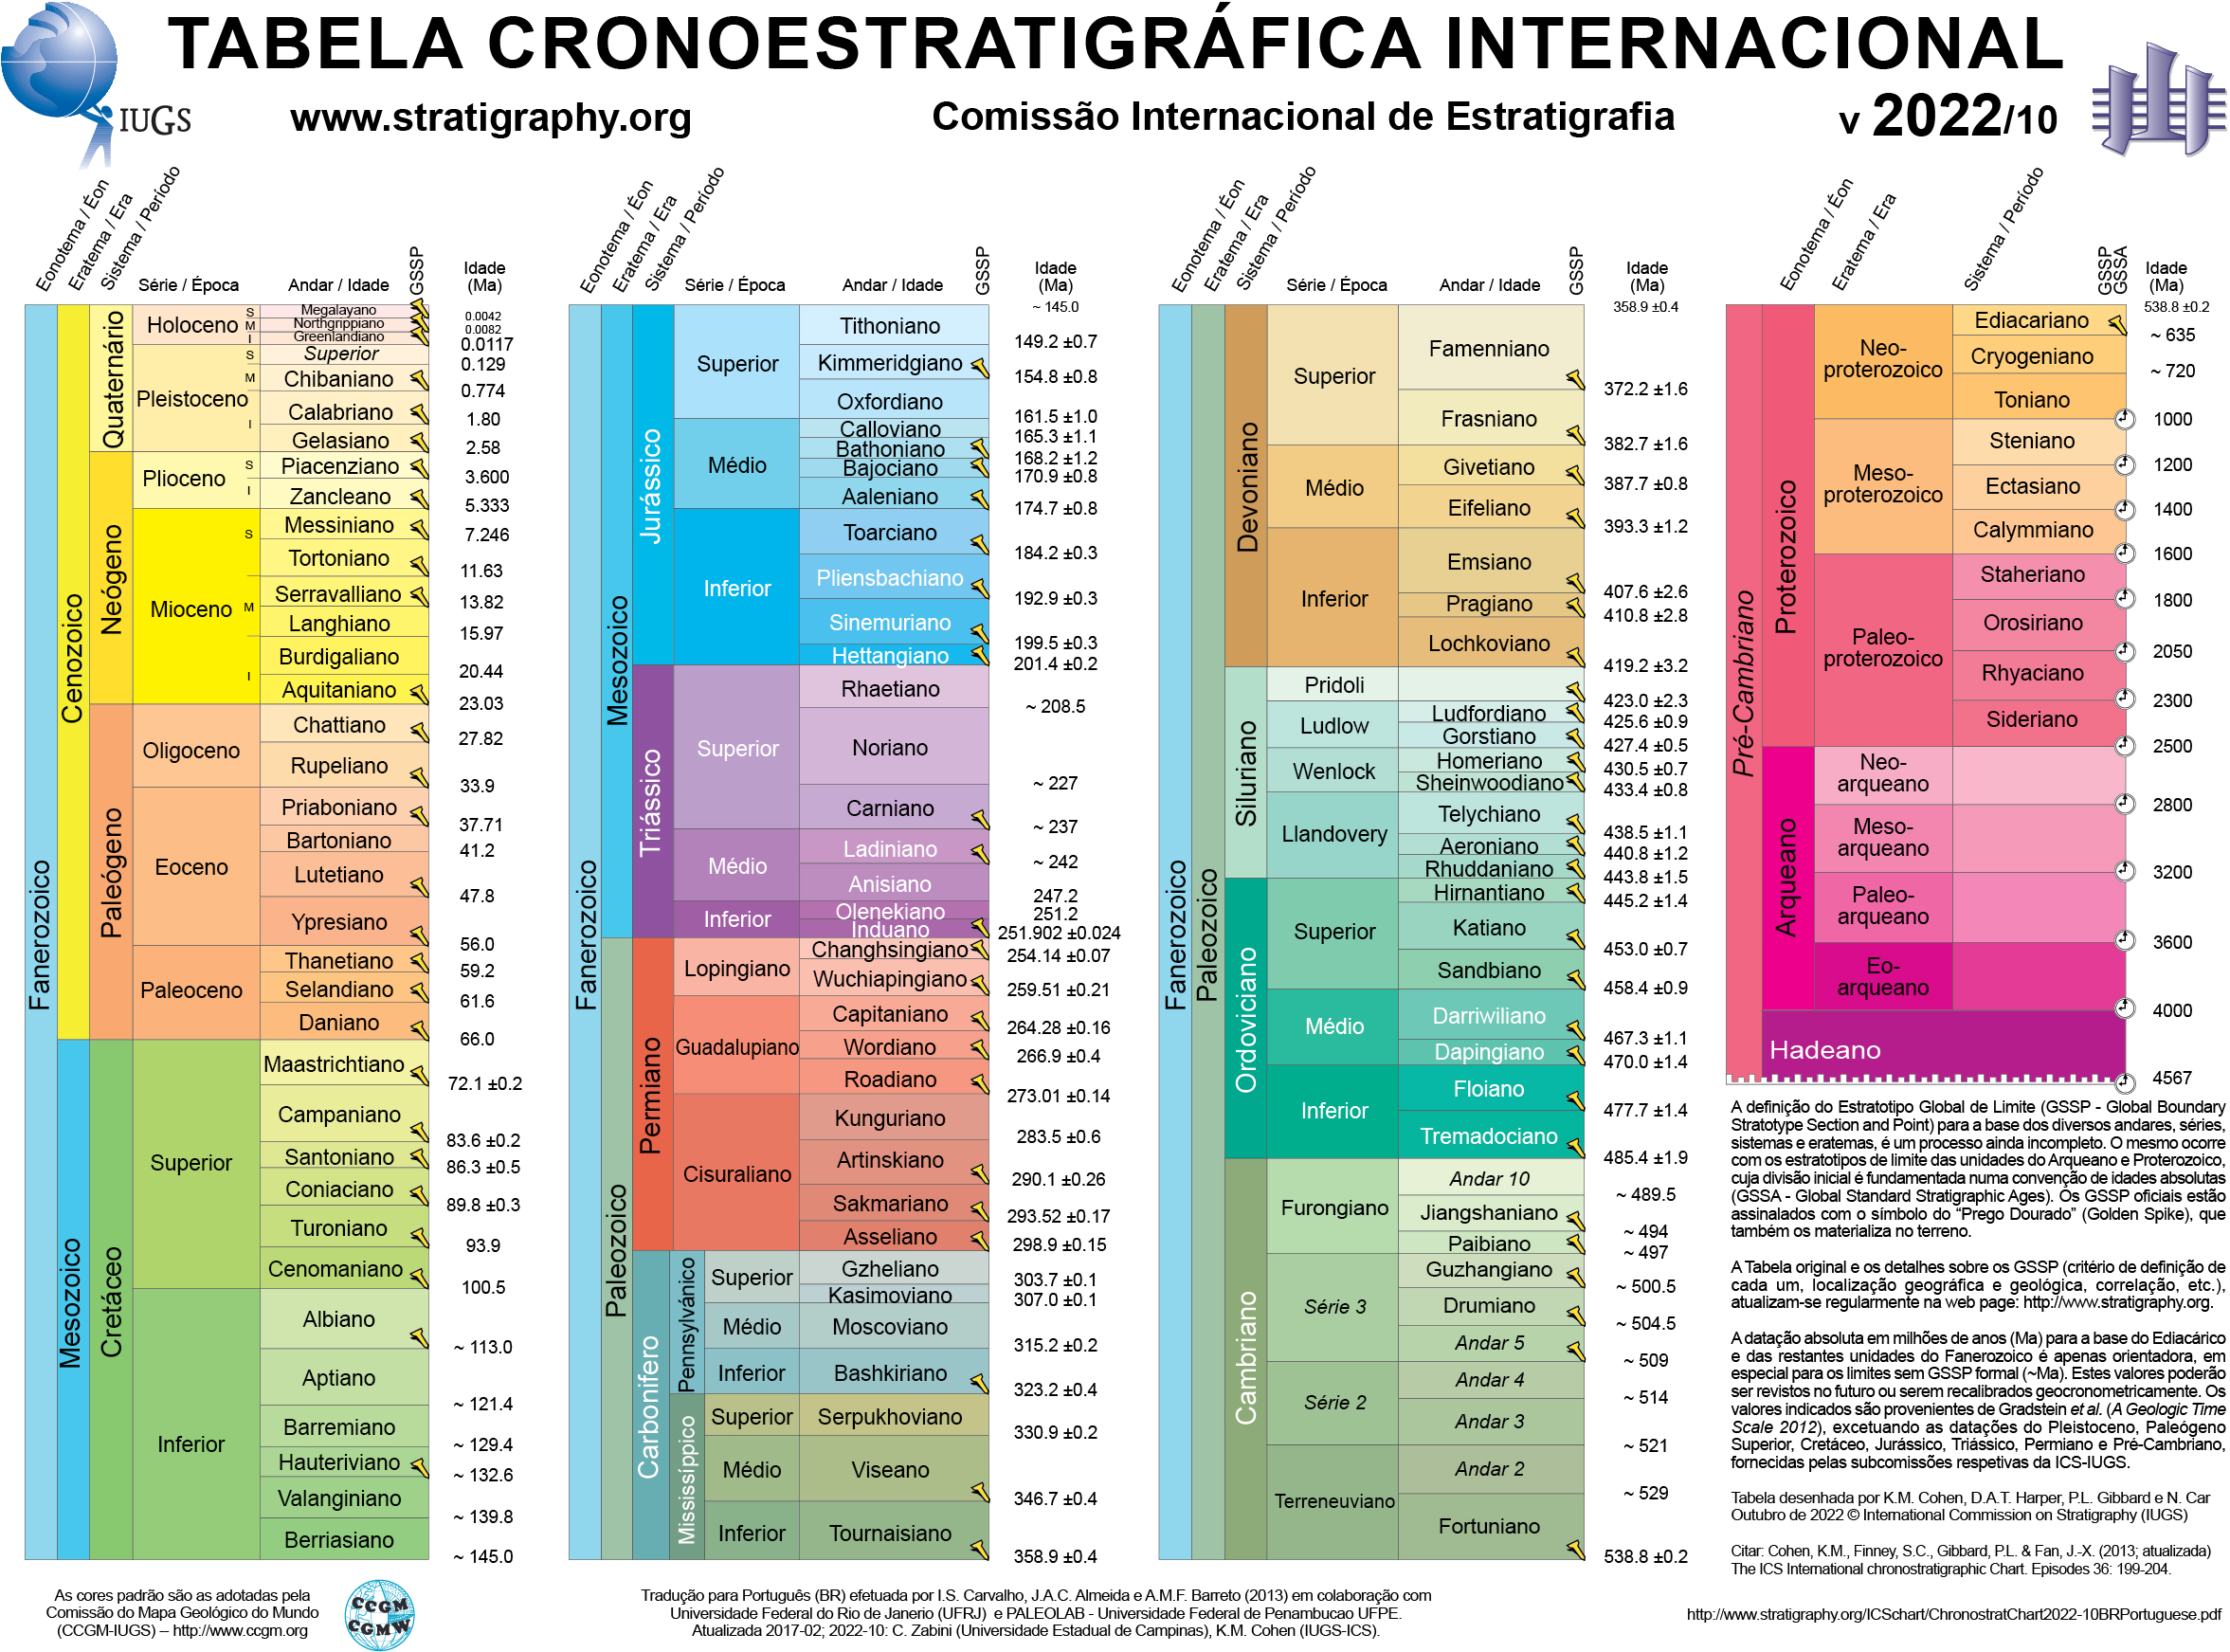 TABELA CRONOESTRATIGRÁFICA INTERNACIONAL
IUGS
www.stratigraphy.org
Comissão Internacional de Estratigrafia
v 2022/10
Eonotema / Éon
Eratema / Era
Sistema / Período
Série / Época
Andar / Idade
GSSP
Idade
(Ma)
Fanerozoico
Cenozoico
Quaternário
Holoceno
S
M
I
Megalayano
Northgrippiano
Greenlandiano
0.0042
0.0082
0.0117
Pleistoceno
S
M
I
Superior
0.129
Chibaniano
0.774
Calabriano
1.80
Gelasiano
2.58
Neógeno
Plioceno
S
I
Piacenziano
3.600
Zancleano
5.333
Mioceno
S
M
I
Messiniano
7.246
Tortoniano
11.63
Serravalliano
13.82
Langhiano
15.97
Burdigaliano
20.44
Aquitaniano
23.03
Paleógeno
Oligoceno
Chattiano
27.82
Rupeliano
33.9
Eoceno
Priaboniano
37.71
Bartoniano
41.2
Lutetiano
47.8
Ypresiano
56.0
Paleoceno
Thanetiano
59.2
Selandiano
61.6
Daniano
66.0
Mesozoico
Cretáceo
Superior
Maastrichtiano
72.1 ±0.2
Campaniano
83.6 ±0.2
Santoniano
86.3 ±0.5
Coniaciano
89.8 ±0.3
Turoniano
93.9
Cenomaniano
100.5
Inferior
Albiano
~ 113.0
Aptiano
~ 121.4
Barremiano
~ 129.4
Hauteriviano
~ 132.6
Valanginiano
~ 139.8
Berriasiano
~ 145.0
Eonotema / Éon
Eratema / Era
Sistema / Período
Série / Época
Andar / Idade
GSSP
Idade
(Ma)
~ 145.0
Fanerozoico
Mesozoico
Jurássico
Superior
Tithoniano
149.2 ±0.7
Kimmeridgiano
154.8 ±0.8
Oxfordiano
161.5 ±1.0
Médio
Calloviano
165.3 ±1.1
Bathoniano
168.2 ±1.2
Bajociano
170.9 ±0.8
Aaleniano
174.7 ±0.8
Inferior
Toarciano
184.2 ±0.3
Pliensbachiano
192.9 ±0.3
Sinemuriano
199.5 ±0.3
Hettangiano
201.4 ±0.2
Triássico
Superior
Rhaetiano
~ 208.5
Noriano
~ 227
Carniano
~ 237
Médio
Ladiniano
~ 242
Anisiano
247.2
Inferior
Olenekiano
251.2
Induano
251.902 ±0.024
Paleozoico
Permiano
Lopingiano
Changhsingiano
254.14 ±0.07
Wuchiapingiano
259.51 ±0.21
Guadalupiano
Capitaniano
264.28 ±0.16
Wordiano
266.9 ±0.4
Roadiano
273.01 ±0.14
Cisuraliano
Kunguriano
283.5 ±0.6
Artinskiano
290.1 ±0.26
Sakmariano
293.52 ±0.17
Asseliano
298.9 ±0.15
Carbonífero
Pennsylvánico
Superior
Gzheliano
303.7 ±0.1
Kasimoviano
307.0 ±0.1
Médio
Moscoviano
315.2 ±0.2
Inferior
Bashkiriano
323.2 ±0.4
Mississíppico
Superior
Serpukhoviano
330.9 ±0.2
Médio
Viseano
346.7 ±0.4
Inferior
Tournaisiano
358.9 ±0.4
Eonotema / Éon
Eratema / Era
Sistema / Período
Série / Época
Andar / Idade
GSSP
Idade
(Ma)
358.9 ±0.4
Fanerozoico
Paleozoico
Devoniano
Superior
Famenniano
372.2 ±1.6
Frasniano
382.7 ±1.6
Médio
Givetiano
387.7 ±0.8
Eifeliano
393.3 ±1.2
Inferior
Emsiano
407.6 ±2.6
Pragiano
410.8 ±2.8
Lochkoviano
419.2 ±3.2
Siluriano
Pridoli
423.0 ±2.3
Ludlow
Ludfordiano
425.6 ±0.9
Gorstiano
427.4 ±0.5
Wenlock
Homeriano
430.5 ±0.7
Sheinwoodiano
433.4 ±0.8
Llandovery
Telychiano
438.5 ±1.1
Aeroniano
440.8 ±1.2
Rhuddaniano
443.8 ±1.5
Ordoviciano
Superior
Hirnantiano
445.2 ±1.4
Katiano
453.0 ±0.7
Sandbiano
458.4 ±0.9
Médio
Darriwiliano
467.3 ±1.1
Dapingiano
470.0 ±1.4
Inferior
Floiano
477.7 ±1.4
Tremadociano
485.4 ±1.9
Cambriano
Furongiano
Andar 10
~ 489.5
Jiangshaniano
~ 494
Paibiano
~ 497
Série 3
Guzhangiano
~ 500.5
Drumiano
~ 504.5
Andar 5
~ 509
Série 2
Andar 4
~ 514
Andar 3
~ 521
Terreneuviano
Andar 2
~ 529
Fortuniano
538.8 ±0.2
Eonotema / Éon
Eratema / Era
Sistema / Período
GSSP
GSSA
Idade
(Ma)
538.8 ±0.2
Pré-Cambriano
Proterozoico
Neo-
proterozoico
Ediacariano
~ 635
Cryogeniano
~ 720
Toniano
1000
Meso-
proterozoico
Steniano
1200
Ectasiano
1400
Calymmiano
1600
Paleo-
proterozoico
Staheriano
1800
Orosiriano
2050
Rhyaciano
2300
Sideriano
2500
Arqueano
Neo-
arqueano
2800
Meso-
arqueano
3200
Paleo-
arqueano
3600
Eo-
arqueano
4000
Hadeano
4567
A definição do Estratotipo Global de Limite (GSSP - Global Boundary
Stratotype Section and Point) para a base dos diversos andares, séries,
sistemas e eratemas, é um processo ainda incompleto. O mesmo ocorre
com os estratotipos de limite das unidades do Arqueano e Proterozoico,
cuja divisão inicial é fundamentada numa convenção de idades absolutas
(GSSA - Global Standard Stratigraphic Ages). Os GSSP oficiais estão
assinalados com o símbolo do “Prego Dourado” (Golden Spike), que
também os materializa no terreno.
A Tabela original e os detalhes sobre os GSSP (critério de definição de
cada um, localização geográfica e geológica, correlação, etc.),
atualizam-se regularmente na web page: http://www.stratigraphy.org.
A datação absoluta em milhões de anos (Ma) para a base do Ediacárico
e das restantes unidades do Fanerozoico é apenas orientadora, em
especial para os limites sem GSSP formal (~Ma). Estes valores poderão
ser revistos no futuro ou serem recalibrados geocronometricamente. Os
valores indicados são provenientes de Gradstein et al. (A Geologic Time
Scale 2012), excetuando as datações do Pleistoceno, Paleógeno
Superior, Cretáceo, Jurássico, Triássico, Permiano e Pré-Cambriano,
fornecidas pelas subcomissões respetivas da ICS-IUGS.
Tabela desenhada por K.M. Cohen, D.A.T. Harper, P.L. Gibbard e N. Car
Outubro de 2022 © International Commission on Stratigraphy (IUGS)
Citar: Cohen, K.M., Finney, S.C., Gibbard, P.L. & Fan, J.-X. (2013; atualizada)
The ICS International chronostratigraphic Chart. Episodes 36: 199-204.
http://www.stratigraphy.org/ICSchart/ChronostratChart2022-10BRPortuguese.pdf
As cores padrão são as adotadas pela
Comissão do Mapa Geológico do Mundo
(CCGM-IUGS) – http://www.ccgm.org
CCGM
CGMW
Tradução para Português (BR) efetuada por I.S. Carvalho, J.A.C. Almeida e A.M.F. Barreto (2013) em colaboração com
Universidade Federal do Rio de Janerio (UFRJ) e PALEOLAB - Universidade Federal de Penambucao UFPE.
Atualizada 2017-02; 2022-10: C. Zabini (Universidade Estadual de Campinas), K.M. Cohen (IUGS-ICS).